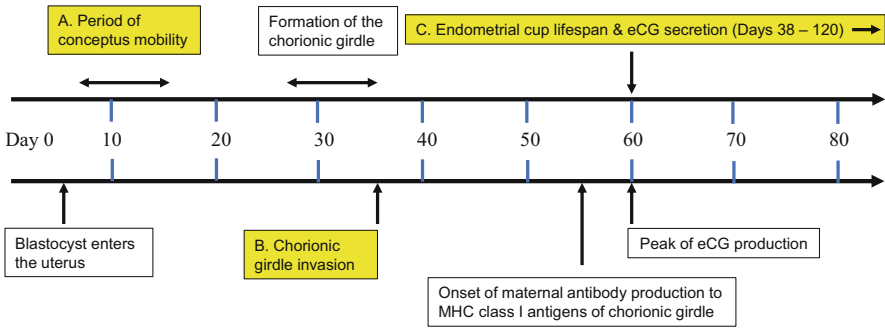 A. Period of
conceptus mobility
Formation of the
chorionic girdle
C. Endometrial cup lifespan & eCG secretion (Days 38 – 120)
Day 0 10 20 30 40 50 60 70 80
Blastocyst enters
the uterus
B. Chorionic
girdle invasion
Peak of eCG production
Onset of maternal antibody production to
MHC class I antigens of chorionic girdle